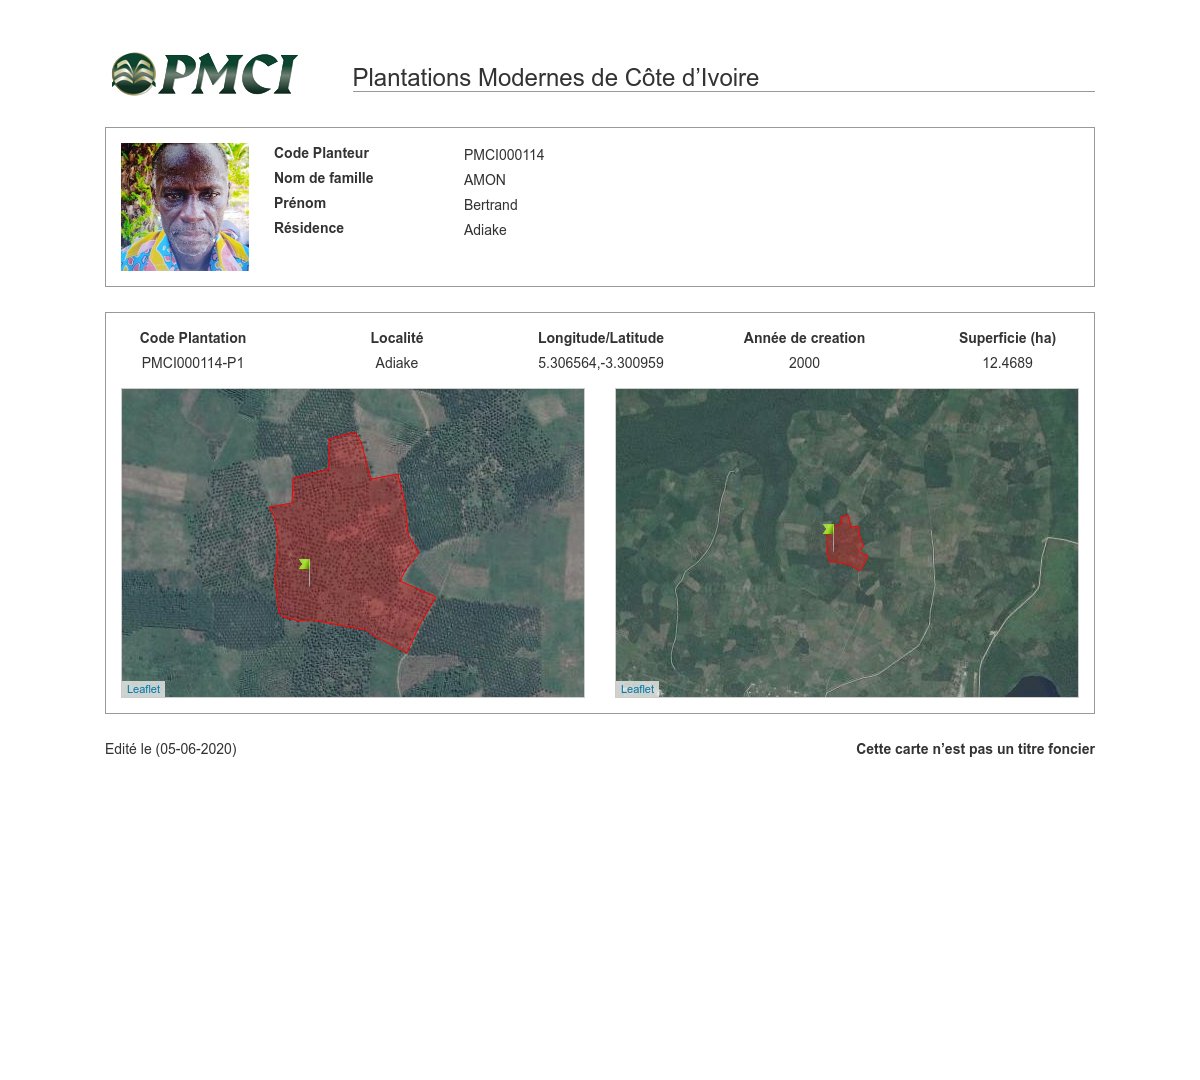 PMCI
Plantations Modernes de Côte d’Ivoire
Code Planteur PMCI000114
Nom de famille AMON
Prénom Bertrand
Résidence Adiake
Code Plantation Localité Longitude/Latitude Année de creation Superficie (ha)
PMCI000114-P1 Adiake 5.306564,-3.300959 2000 12.4689
Leaflet Leaflet
Edité le (05-06-2020) Cette carte n’est pas un titre foncier